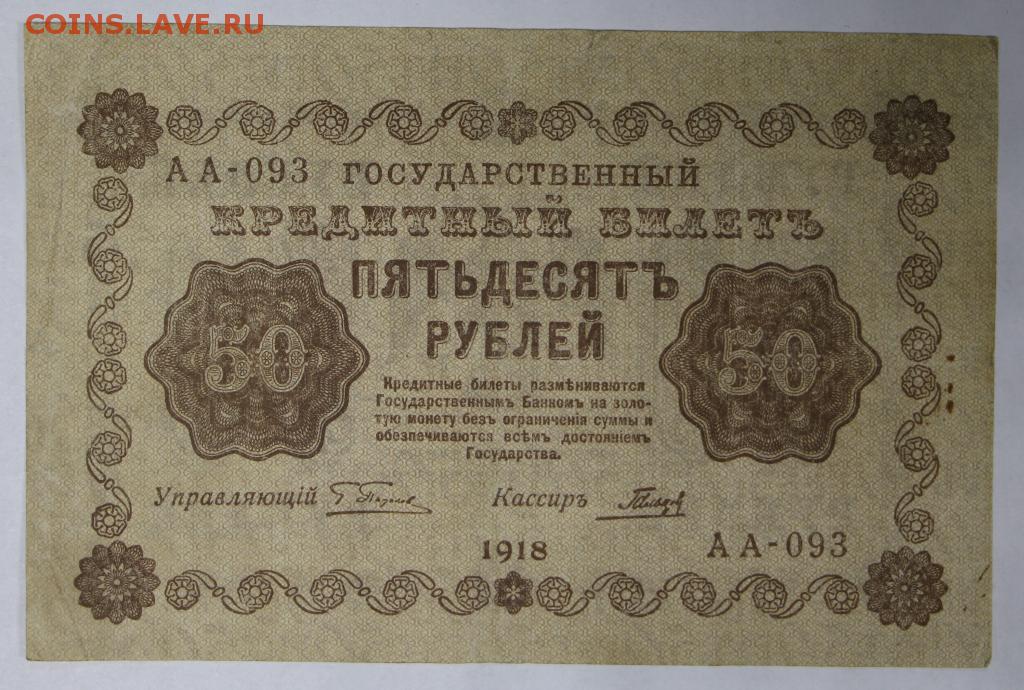 COINS.LAVE.RU
АА-093 ГОСУДАРСТВЕННЫЙ
КРЕДИТНЫЙ БИЛЕТЪ
ПЯТЬДЕСЯТЪ
РУБЛЕЙ
50 50
Кредитные билеты размѣниваются
Государственнымъ Банкомъ на золо-
тую монету безъ ограниченія суммы и
обезпечиваются всѣмъ достояніемъ
Государства.
Управляющій Кассиръ
1918 АА-093